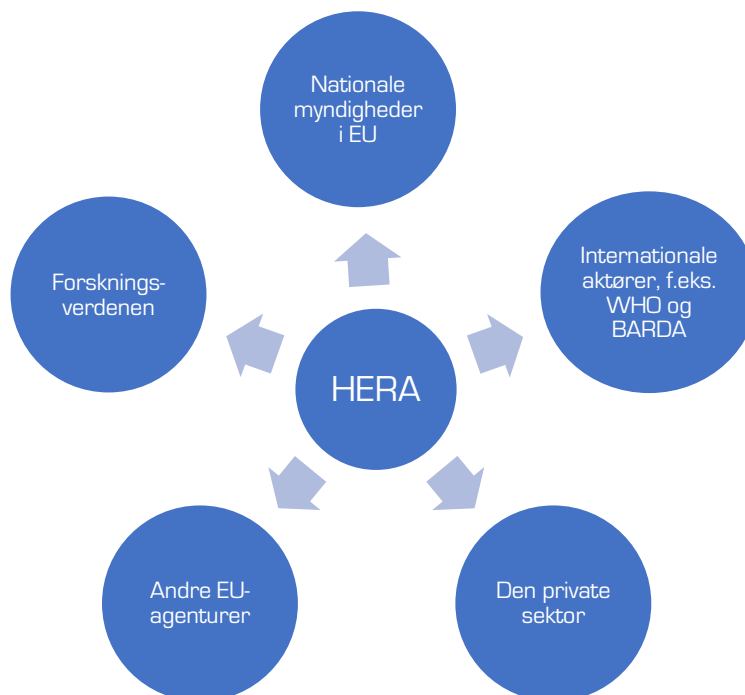 Nationale
myndigheder
i EU
Internationale
aktører, f.eks.
WHO og
BARDA
Forsknings-
verdenen
HERA
Andre EU-
agenturer
Den private
sektor